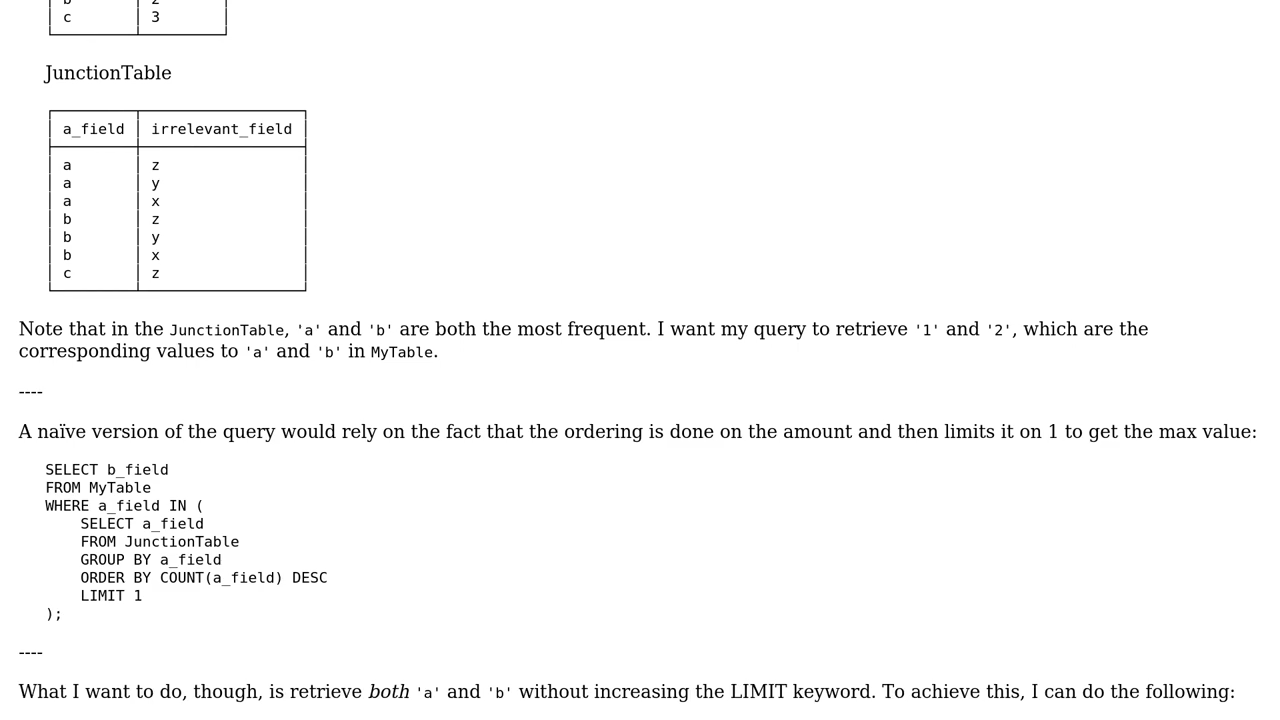 b 2
c 3
JunctionTable
a_field irrelevant_field
a z
a y
a x
b z
b y
b x
c z
Note that in the JunctionTable, 'a' and 'b' are both the most frequent. I want my query to retrieve '1' and '2', which are the
corresponding values to 'a' and 'b' in MyTable.
----
A naïve version of the query would rely on the fact that the ordering is done on the amount and then limits it on 1 to get the max value:
SELECT b_field
FROM MyTable
WHERE a_field IN (
    SELECT a_field
    FROM JunctionTable
    GROUP BY a_field
    ORDER BY COUNT(a_field) DESC
    LIMIT 1
);
----
What I want to do, though, is retrieve both 'a' and 'b' without increasing the LIMIT keyword. To achieve this, I can do the following: